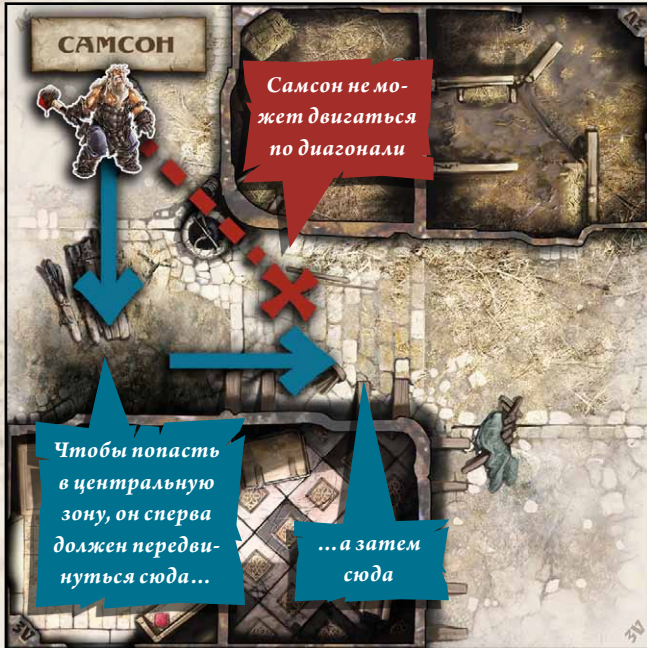 САМСОН
Самсон не мо-
жет двигаться
по диагонали
Чтобы попасть
в центральную
зону, он сперва
должен передви-
нуться сюда...
...а затем
сюда
3V